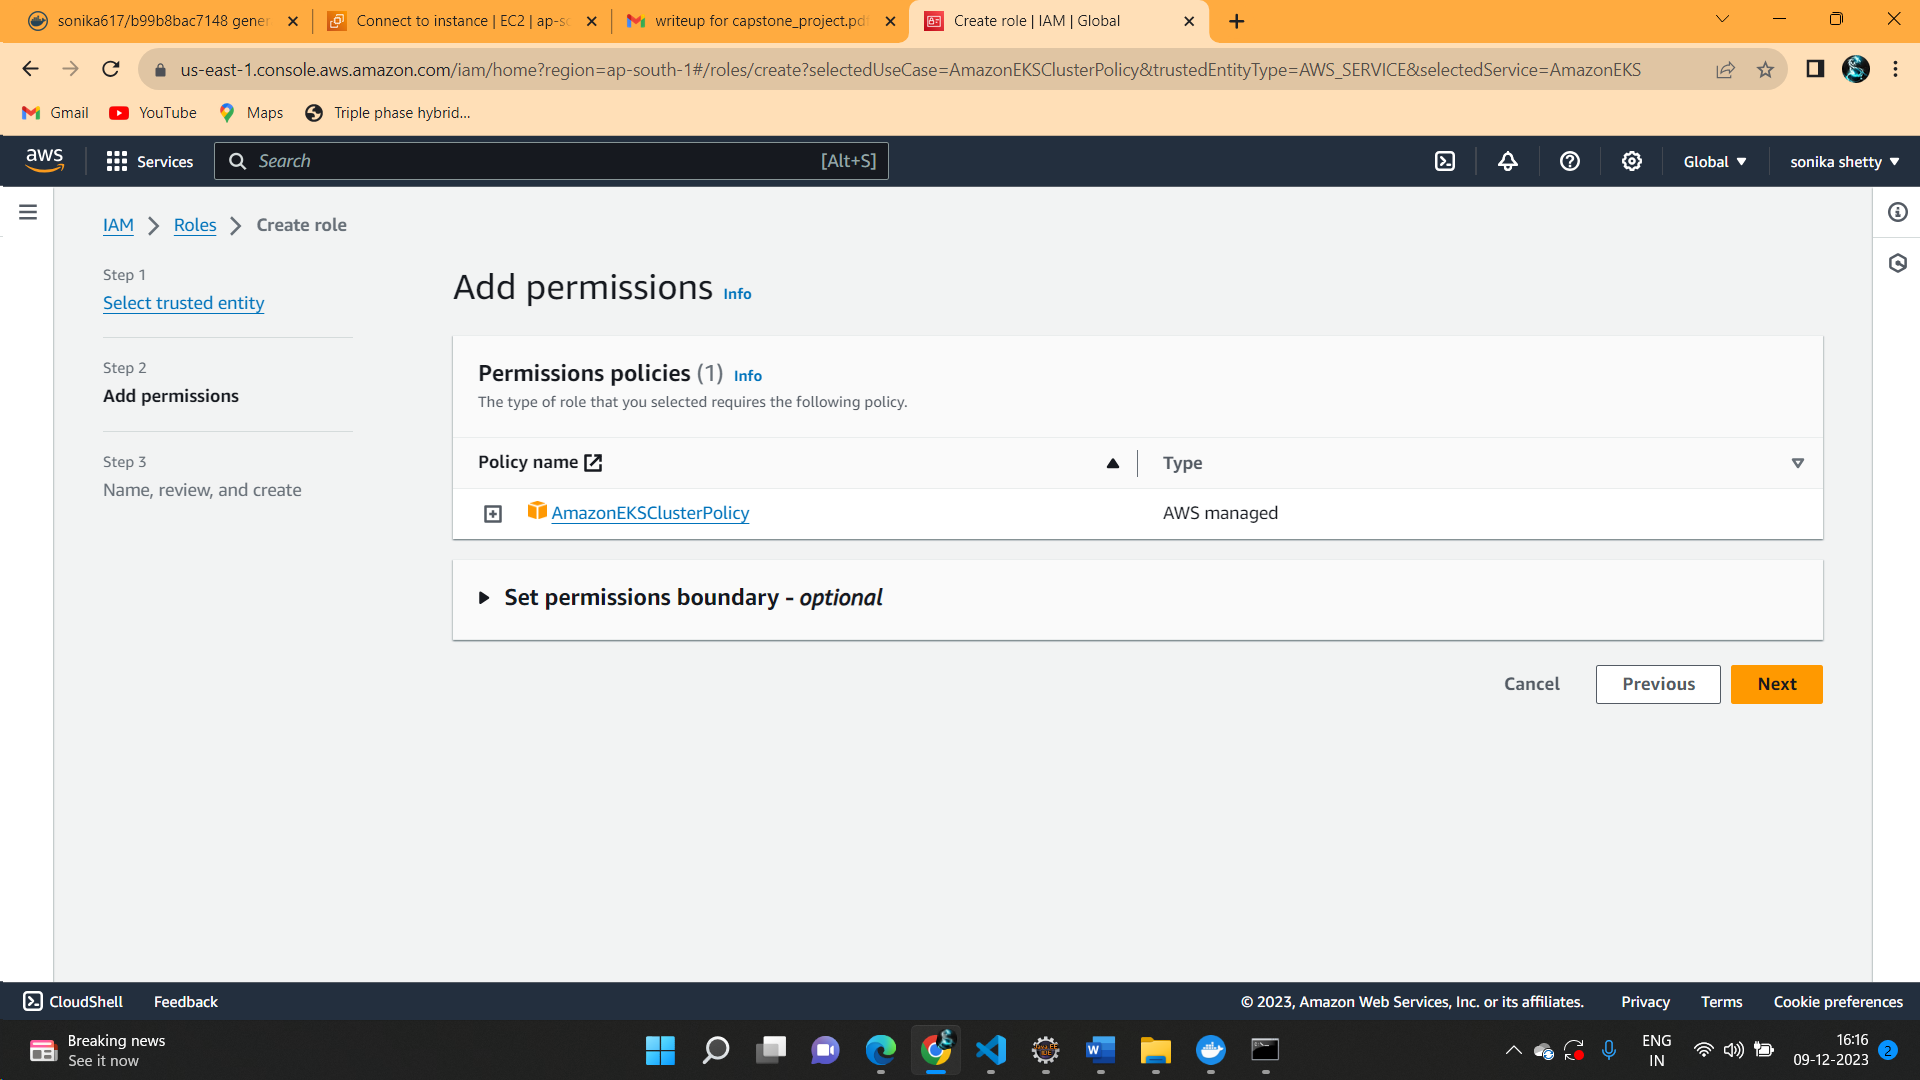 sonika617/b99b8bac7148 gener
Connect to instance | EC2 | ap-so
writeup for capstone_project.pdf
Create role | IAM | Global
us-east-1.console.aws.amazon.com/iam/home?region=ap-south-1#/roles/create?selectedUseCase=AmazonEKSClusterPolicy&trustedEntityType=AWS_SERVICE&selectedService=AmazonEKS
Gmail
YouTube
Maps
Triple phase hybrid...
aws
Services
Search
[Alt+S]
Global
sonika shetty
IAM
Roles
Create role
Step 1
Select trusted entity
Step 2
Add permissions
Step 3
Name, review, and create
Add permissions Info
Permissions policies (1) Info
The type of role that you selected requires the following policy.
Policy name
Type
AmazonEKSClusterPolicy
AWS managed
Set permissions boundary - optional
Cancel
Previous
Next
CloudShell
Feedback
© 2023, Amazon Web Services, Inc. or its affiliates.
Privacy
Terms
Cookie preferences
Breaking news
See it now
ENG
IN
16:16
09-12-2023
2